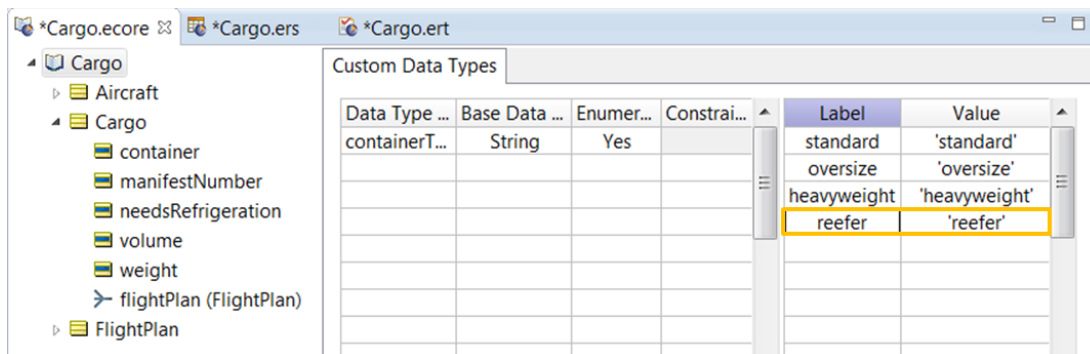 *Cargo.ecore *Cargo.ers *Cargo.ert
Cargo
Aircraft
Cargo
container
manifestNumber
needsRefrigeration
volume
weight
flightPlan (FlightPlan)
FlightPlan
Custom Data Types
Data Type ... Base Data ... Enumer... Constrai...
containerT... String Yes
Label Value
standard 'standard'
oversize 'oversize'
heavyweight 'heavyweight'
reefer 'reefer'